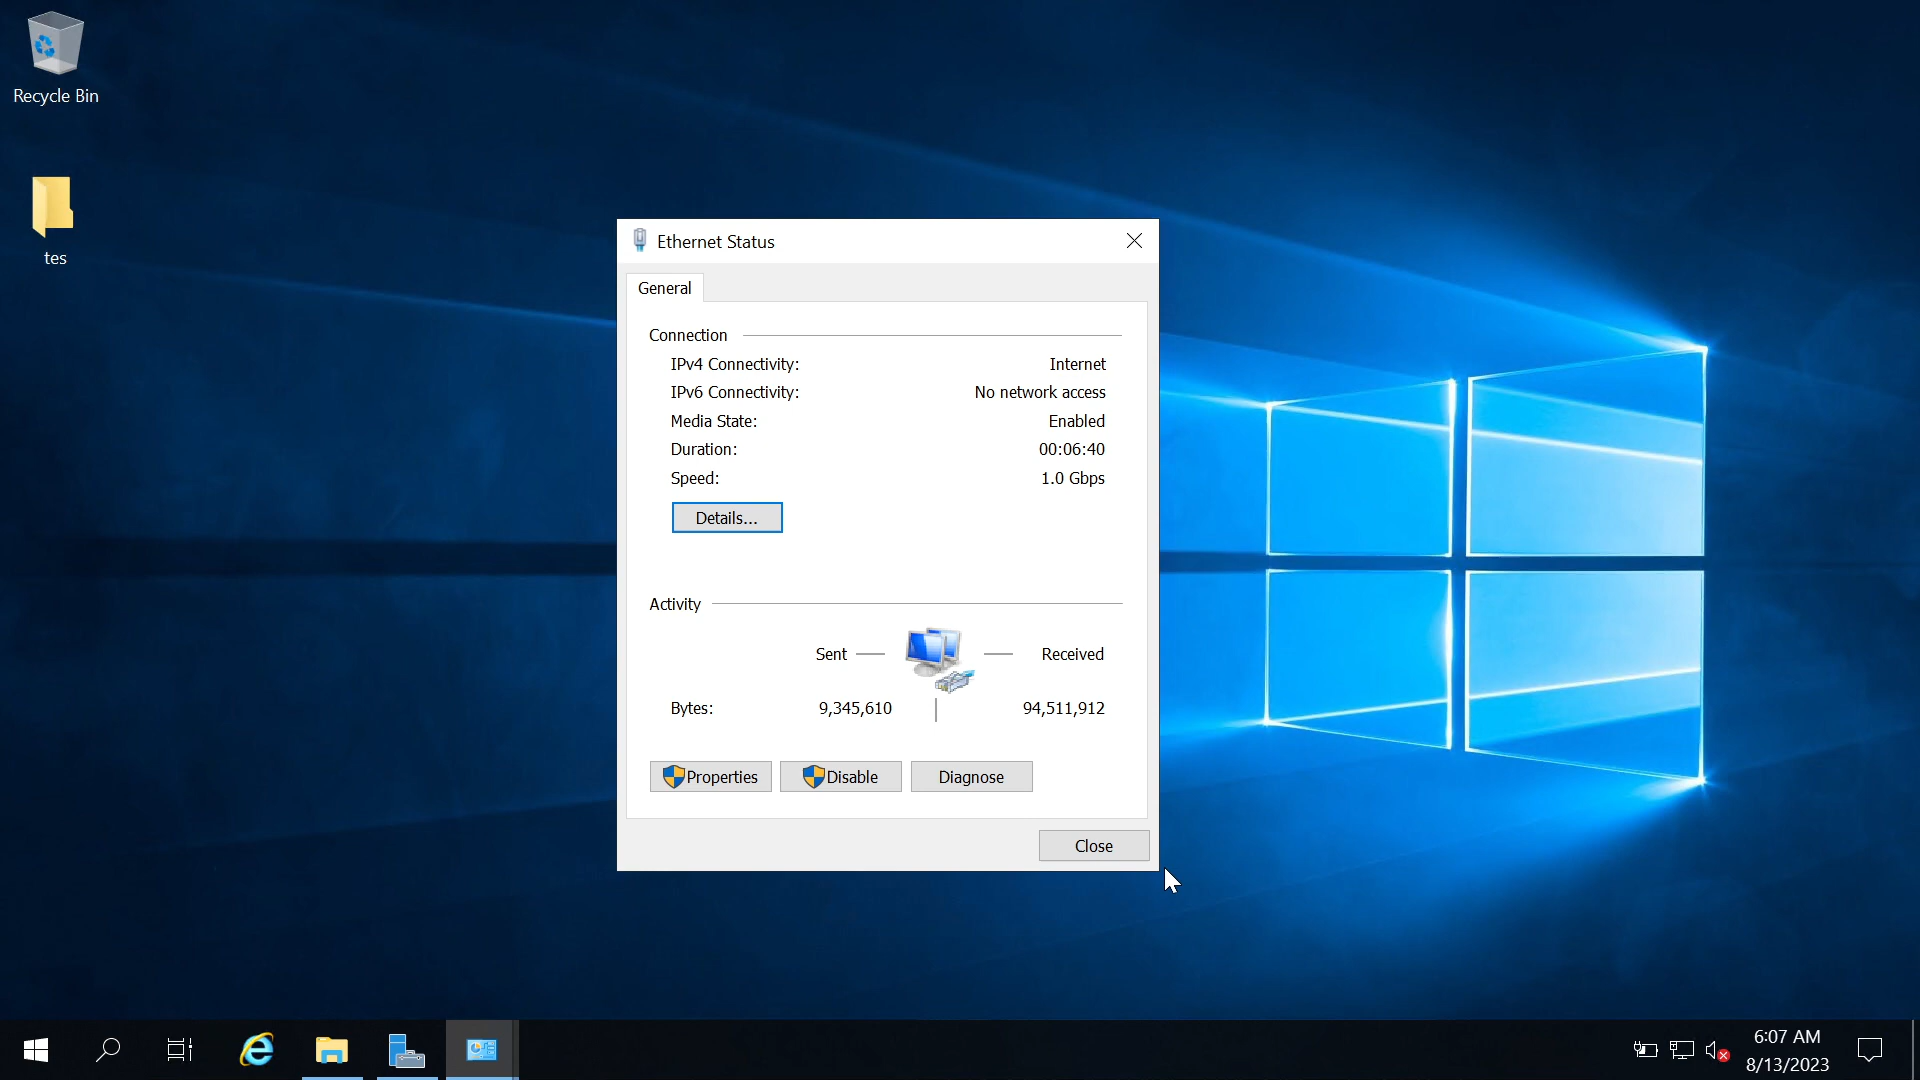 Recycle Bin
tes
Ethernet Status
General
Connection
IPv4 Connectivity: Internet
IPv6 Connectivity: No network access
Media State: Enabled
Duration: 00:06:40
Speed: 1.0 Gbps
Details...
Activity
Sent Received
Bytes: 9,345,610 94,511,912
Properties Disable Diagnose
Close
6:07 AM
8/13/2023